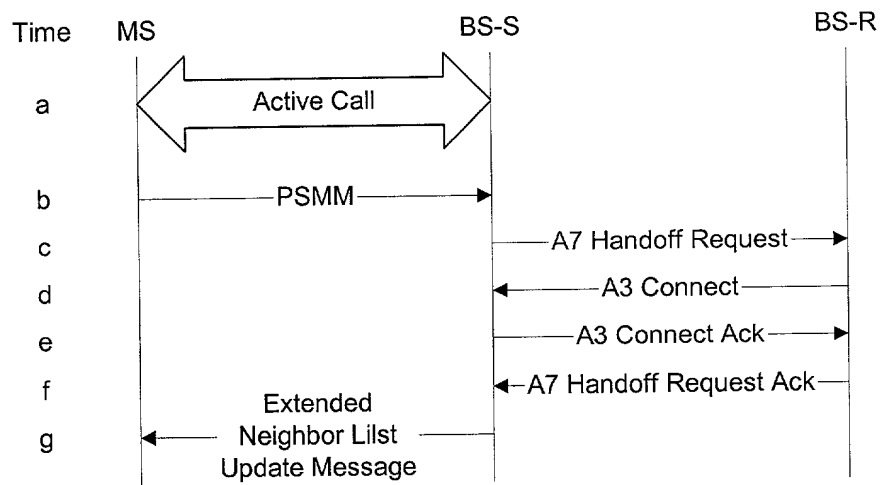 Time MS BS-S BS-R
a Active Call
b PSMM
c A7 Handoff Request
d A3 Connect
e A3 Connect Ack
f A7 Handoff Request Ack
Extended
g Neighbor Lilst
Update Message